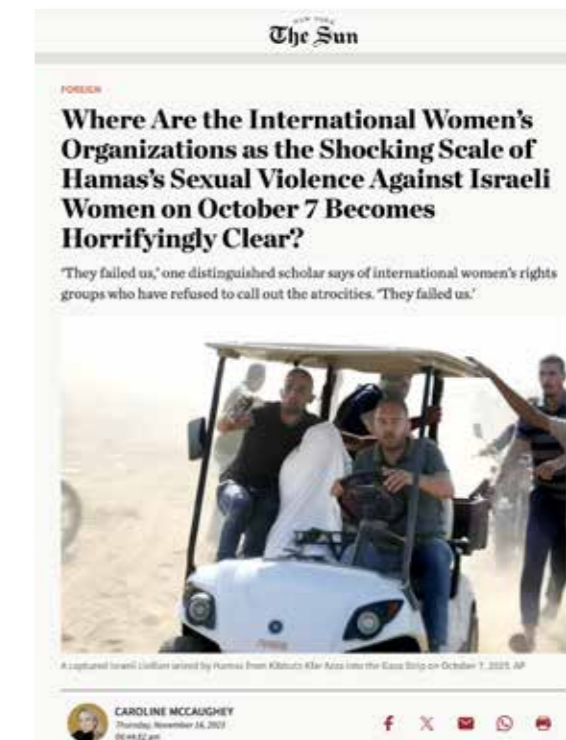 NEW YORK
The Sun
FOREIGN
Where Are the International Women's
Organizations as the Shocking Scale of
Hamas's Sexual Violence Against Israeli
Women on October 7 Becomes
Horrifyingly Clear?
'They failed us,' one distinguished scholar says of international women's rights
groups who have refused to call out the atrocities. 'They failed us.'
A captured Israeli civilian seized by Hamas from Kibbutz Kfar Azza into the Gaza Strip on October 7, 2023. AP
CAROLINE MCCAUGHEY
Thursday, November 16, 2023